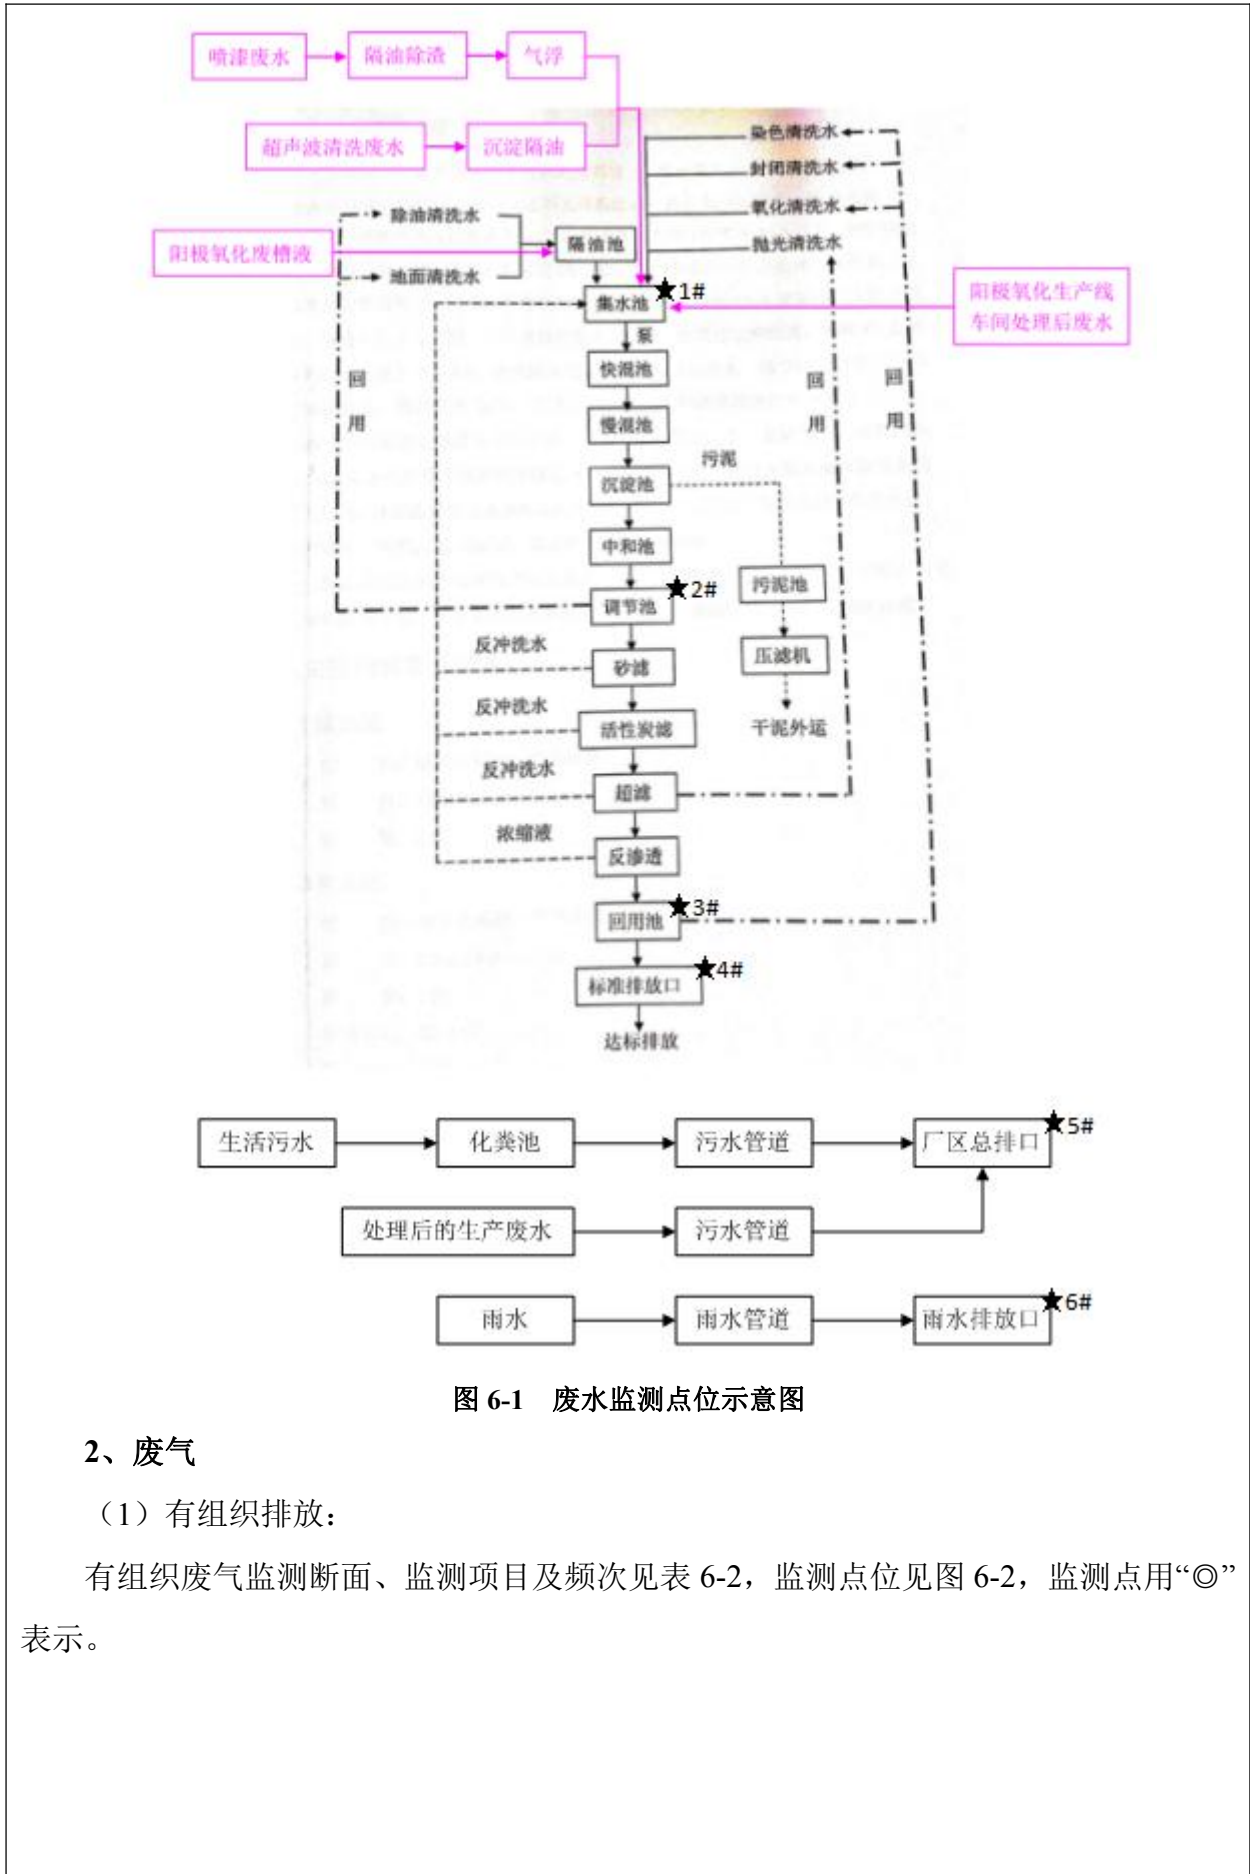 喷漆废水
隔油除渣
气浮
超声波清洗废水
沉淀隔油
染色清洗水
封闭清洗水
氧化清洗水
抛光清洗水
除油清洗水
隔油池
阳极氧化废槽液
地面清洗水
集水池
★1#
阳极氧化生产线
车间处理后废水
泵
快混池
回用
回用
回用
慢混池
污泥
沉淀池
中和池
污泥池
★2#
调节池
反冲洗水
砂滤
压滤机
反冲洗水
活性炭滤
干泥外运
反冲洗水
超滤
浓缩液
反渗透
★3#
回用池
★4#
标准排放口
达标排放
生活污水
化粪池
污水管道
厂区总排口
★5#
处理后的生产废水
污水管道
雨水
雨水管道
雨水排放口
★6#
图 6-1 废水监测点位示意图
2、废气
（1）有组织排放：
有组织废气监测断面、监测项目及频次见表 6-2，监测点位见图 6-2，监测点用“◎”
表示。